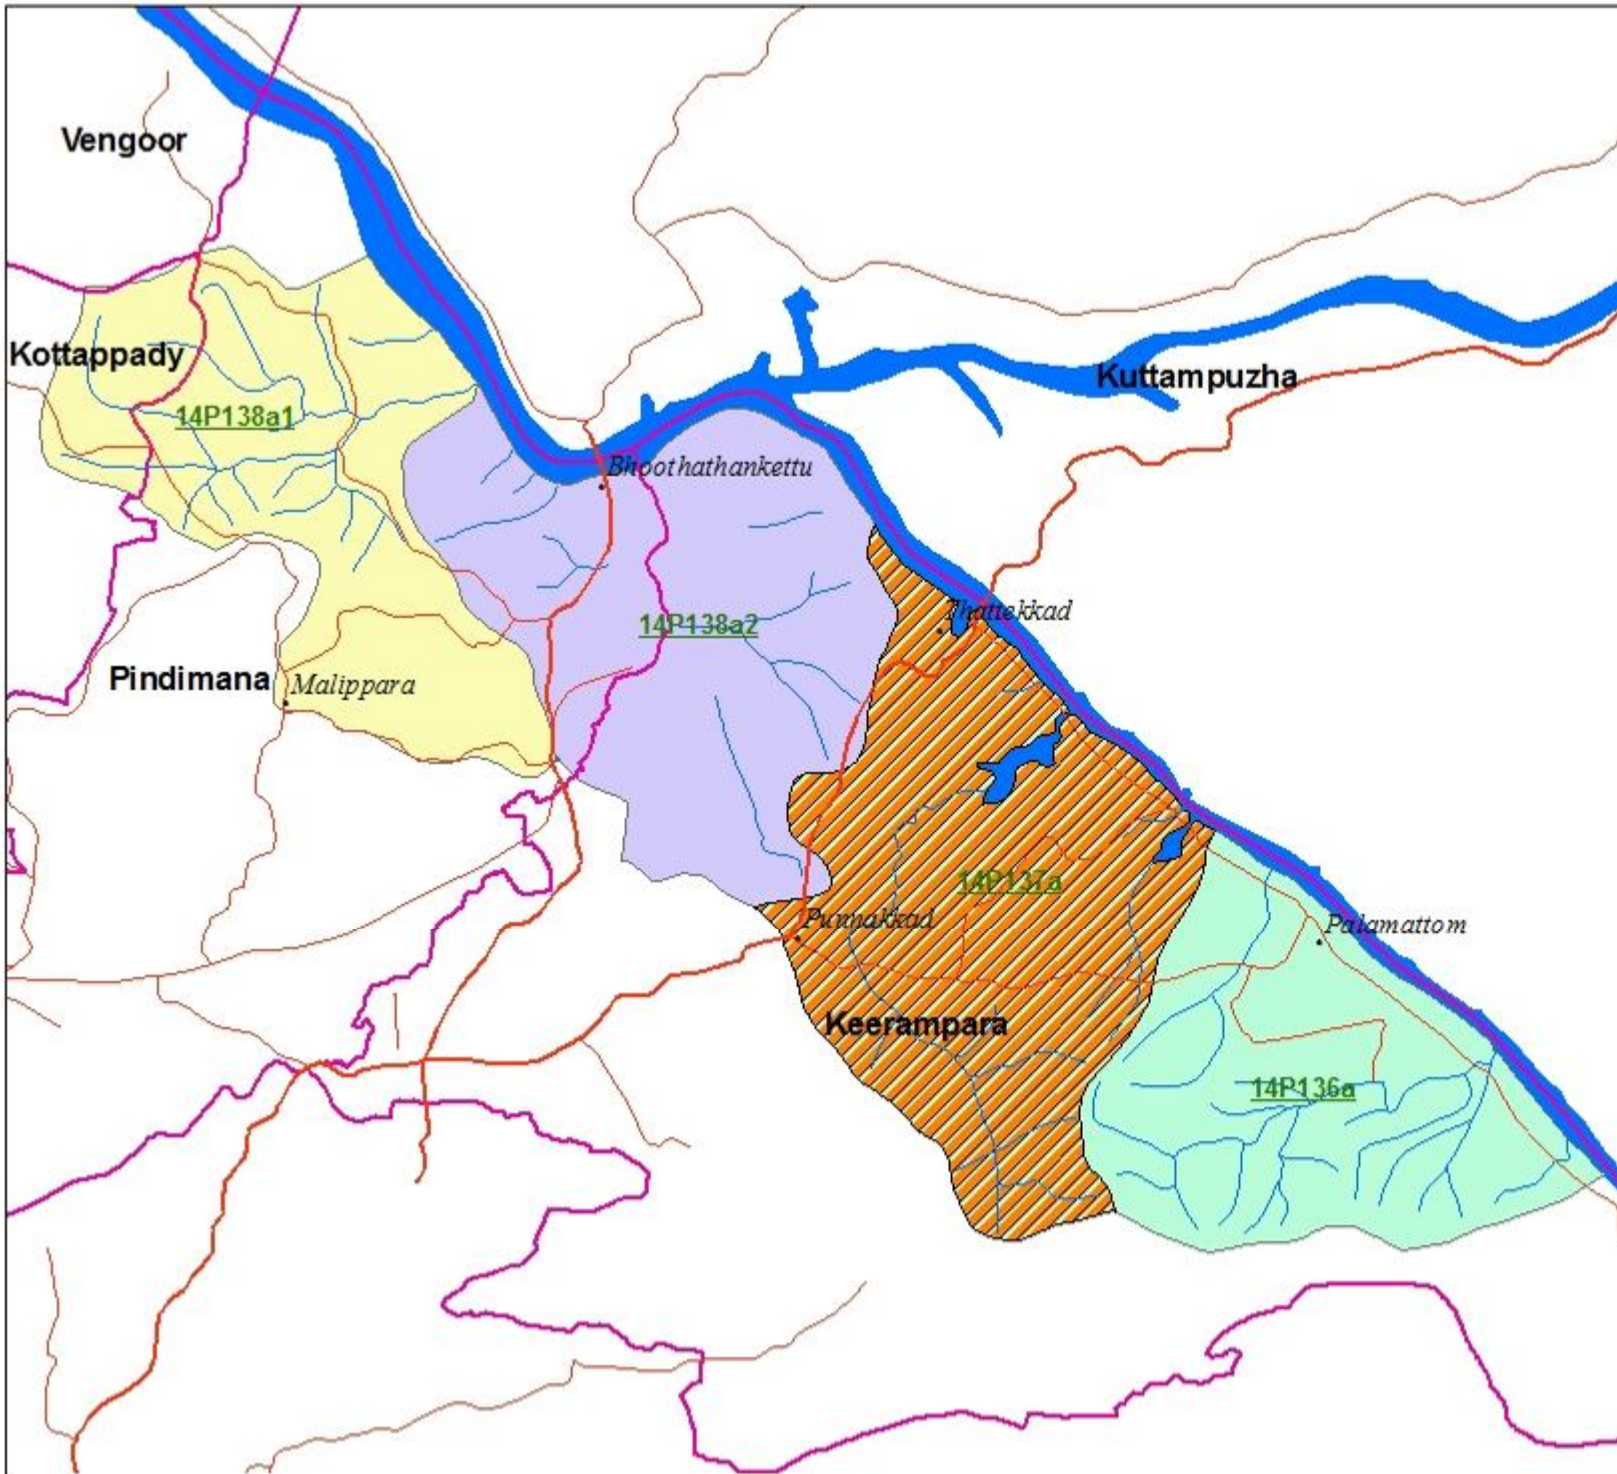 Vengoor
Kottappady
Kuttampuzha
14P138a1
Bhoothathankettu
Thattekkad
14P138a2
Pindimana
Malippara
14P137a
Punnakkad
Palamattom
Keerampara
14P136a